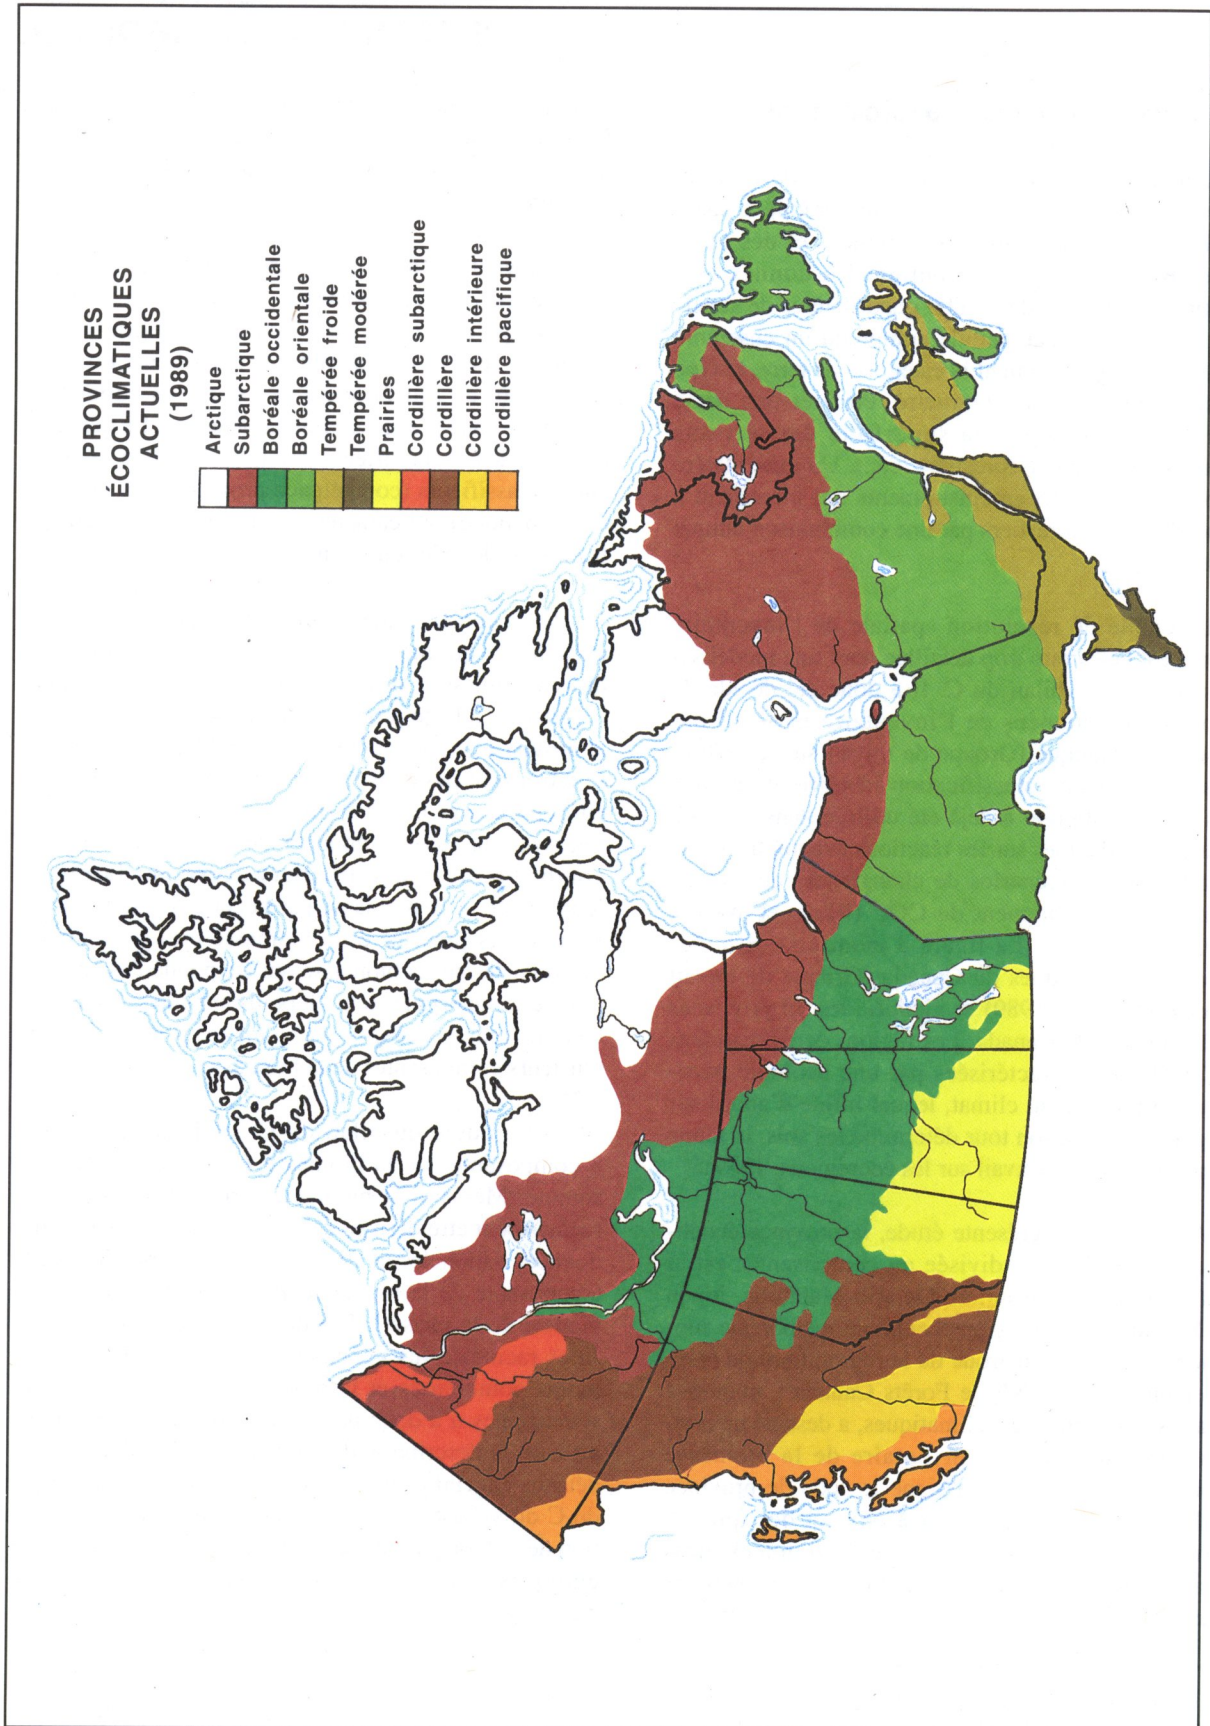 PROVINCES
ÉCOCLIMATIQUES
ACTUELLES
(1989)
Arctique
Subarctique
Boréale occidentale
Boréale orientale
Tempérée froide
Tempérée modérée
Prairies
Cordillère subarctique
Cordillère
Cordillère intérieure
Cordillère pacifique